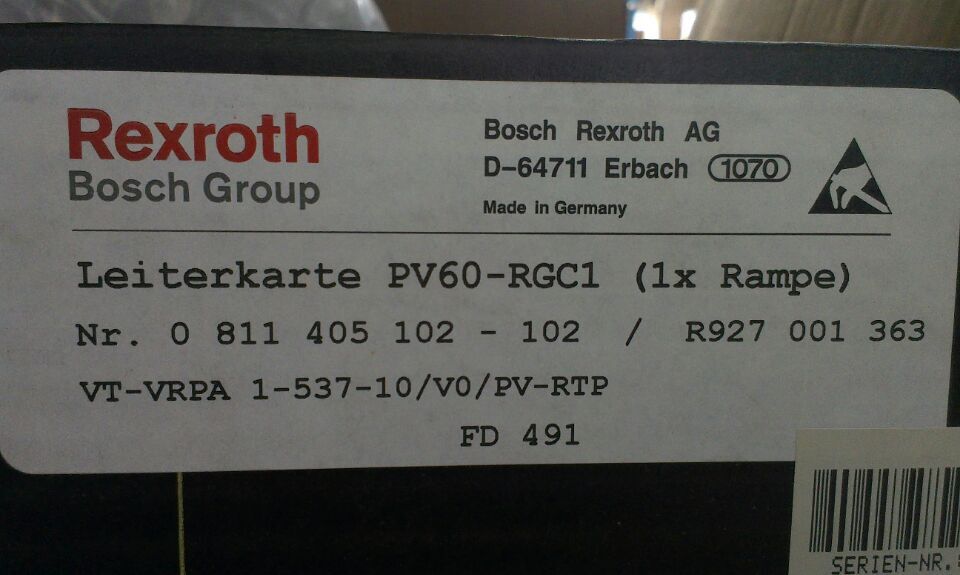 Rexroth
Bosch Group
Bosch Rexroth AG
D-64711 Erbach 1070
Made in Germany
Leiterkarte PV60-RGC1 (1x Rampe)
Nr. 0 811 405 102 - 102 / R927 001 363
VT-VRPA 1-537-10/V0/PV-RTP
FD 491
SERIEN-NR.